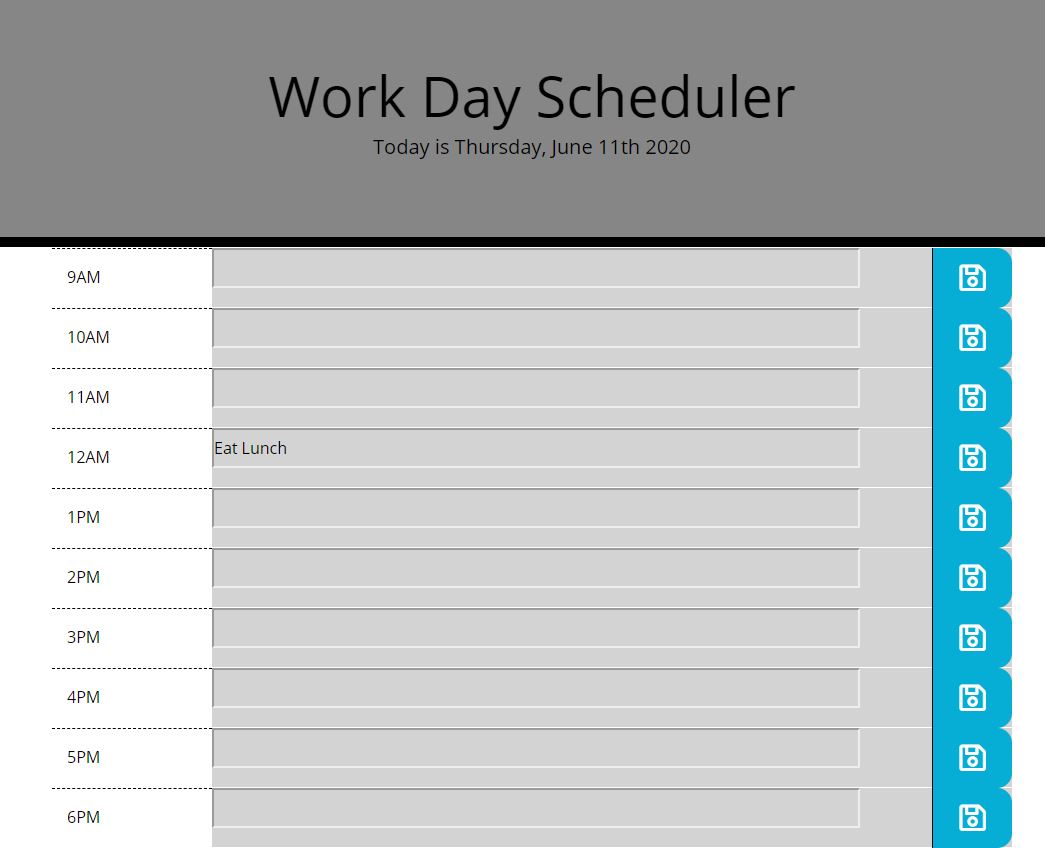 Work Day Scheduler
Today is Thursday, June 11th 2020
9AM
10AM
11AM
12AM Eat Lunch
1PM
2PM
3PM
4PM
5PM
6PM